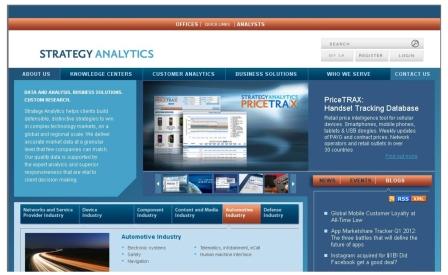 OFFICES | QUICK LINKS | ANALYSTS
SEARCH
STRATEGY ANALYTICS
MY SA REGISTER LOGIN
ABOUT US KNOWLEDGE CENTERS CUSTOMER ANALYTICS BUSINESS SOLUTIONS WHO WE SERVE CONTACT US
DATA AND ANALYSIS. BUSINESS SOLUTIONS.
CUSTOM RESEARCH.
Strategy Analytics helps clients build
defensible, distinctive strategies to win
in complex technology markets, on a
global and regional scale. We deliver
accurate market data at a granular
level that few companies can match.
Our quality data is supported by
the expert analysis and superior
responsiveness that are vital to
client decision making.
PRICETRAX
STRATEGYANALYTICS
PRICETRAX
PriceTRAX:
Handset Tracking Database
Retail price intelligence tool for cellular
devices. Smartphones, mobile phones,
tablets & USB dongles. Weekly updates
of PAYG and contract prices. Network
operators and retail outlets in over
30 countries
Find out more
NEWS EVENTS BLOGS
RSS XML
Global Mobile Customer Loyalty at
All-Time Low
App Marketshare Tracker Q1 2012:
The three battles that will define the
future of apps
Instagram acquired for $1B! Did
Facebook get a good deal?
Networks and Service
Provider Industry
Device
Industry
Component
Industry
Content and Media
Industry
Automotive
Industry
Defense
Industry
Automotive Industry
Electronic systems
Safety
Navigation
Telematics, infotainment, eCall
Human machine interface